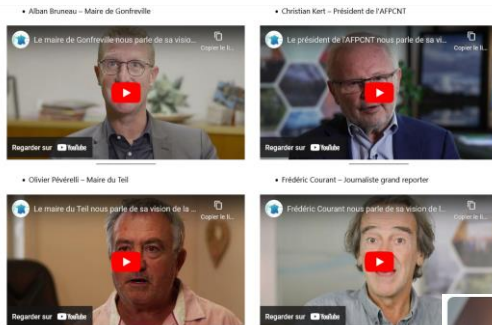 • Alban Bruneau – Maire de Gonfreville
Le maire de Gonfreville nous parle de sa visio...
Copier le li...
Regarder sur YouTube
• Christian Kert – Président de l'AFPCNT
Le président de l'AFPCNT nous parle de sa vi...
Copier le li...
Regarder sur YouTube
• Olivier Pévérelli – Maire du Teil
Le maire du Teil nous parle de sa vision de la ...
Copier le li...
Regarder sur YouTube
• Frédéric Courant – Journaliste grand reporter
Frédéric Courant nous parle de sa vision de l...
Copier le li...
Regarder sur YouTube